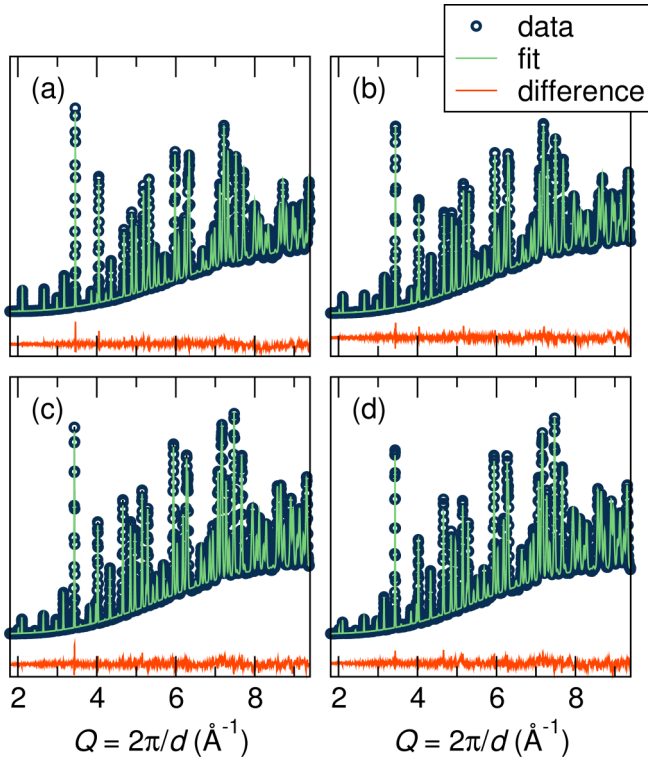 data
fit
difference
(a)
(b)
(c)
(d)
2 4 6 8
2 4 6 8
Q = 2π/d (Å⁻¹)
Q = 2π/d (Å⁻¹)